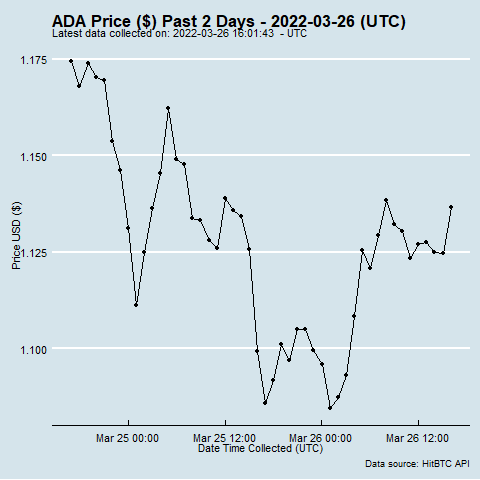 ADA Price ($) Past 2 Days - 2022-03-26 (UTC)
Latest data collected on: 2022-03-26 16:01:43  - UTC
1.175
1.150
1.125
1.100
Price USD ($)
Mar 25 00:00 Mar 25 12:00 Mar 26 00:00 Mar 26 12:00
Date Time Collected (UTC)
Data source: HitBTC API